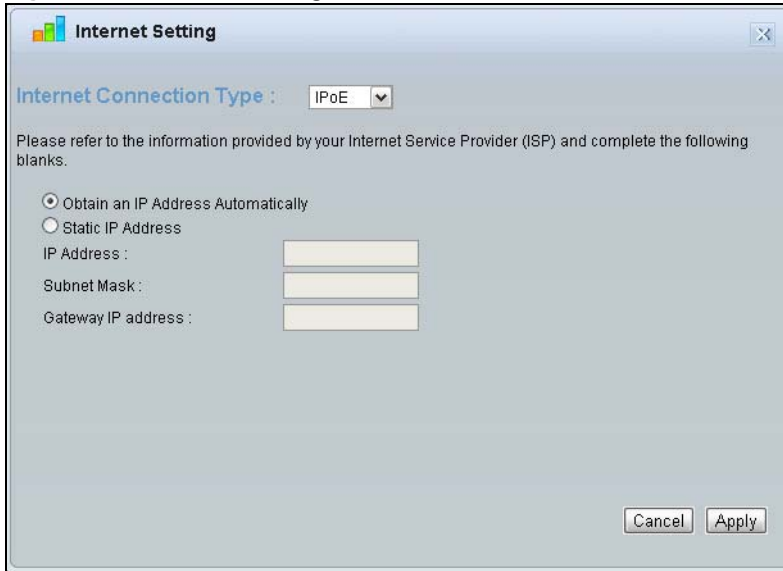 Internet Setting
Internet Connection Type : IPoE
Please refer to the information provided by your Internet Service Provider (ISP) and complete the following
blanks.
Obtain an IP Address Automatically
Static IP Address
IP Address :
Subnet Mask :
Gateway IP address :
Cancel Apply